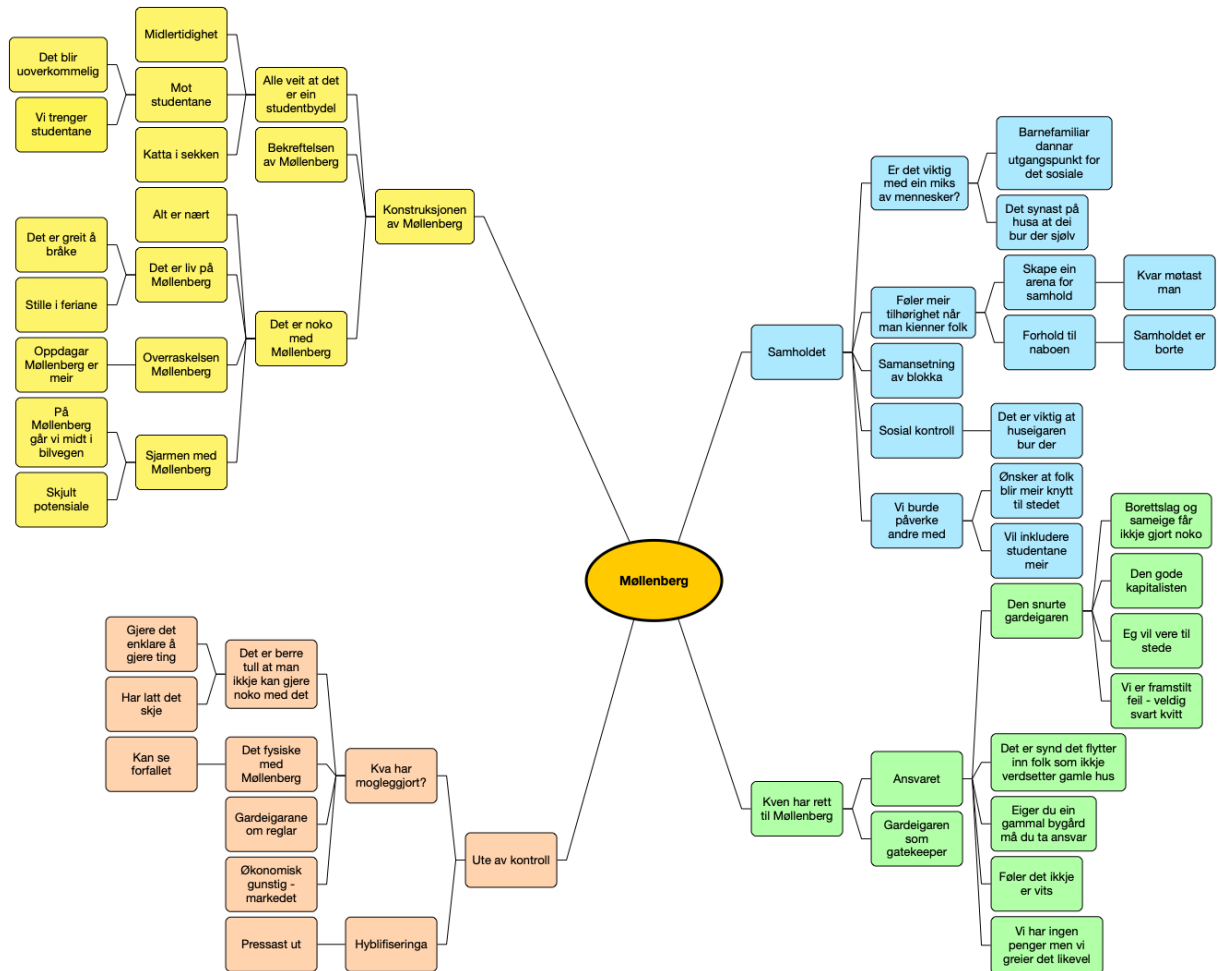 Midlertidighet
Det blir
uoverkommelig
Mot
studentane
Vi trenger
studentane
Katta i sekken
Alle veit at det
er ein
studentbydel
Bekreftelsen
av Møllenberg
Konstruksjonen
av Møllenberg
Alt er nært
Det er greit å
bråke
Det er liv på
Møllenberg
Stille i feriane
Det er noko
med
Møllenberg
Oppdagar
Møllenberg er
meir
Overraskelsen
Møllenberg
På
Møllenberg
går vi midt i
bilvegen
Sjarmen med
Møllenberg
Skjult
potensiale
Møllenberg
Samholdet
Er det viktig
med ein miks
av mennesker?
Barnefamiliar
dannar
utgangspunkt for
det sosiale
Det synast på
husa at dei
bur der sjølv
Føler meir
tilhørighet når
man kienner folk
Skape ein
arena for
samhold
Kvar møtast
man
Forhold til
naboen
Samholdet er
borte
Samansetning
av blokka
Sosial kontroll
Det er viktig at
huseigaren
bur der
Vi burde
påverke
andre med
Ønsker at folk
blir meir knytt
til stedet
Vil inkludere
studentane
meir
Kven har rett
til Møllenberg
Ansvaret
Gardeigaren
som
gatekeeper
Den snurte
gardeigaren
Borettslag og
sameige får
ikkje gjort noko
Den gode
kapitalisten
Eg vil vere til
stede
Vi er framstilt
feil - veldig
svart kvitt
Det er synd det flytter
inn folk som ikkje
verdsetter gamle hus
Eiger du ein
gammal bygård
må du ta ansvar
Føler det ikkje
er vits
Vi har ingen
penger men vi
greier det likevel
Ute av kontroll
Kva har
mogleggjort?
Det er berre
tull at man
ikkje kan gjere
noko med det
Gjere det
enklare å
gjere ting
Har latt det
skje
Det fysiske
med
Møllenberg
Kan se
forfallet
Gardeigarane
om reglar
Økonomisk
gunstig -
markedet
Hyblifiseringa
Pressast ut